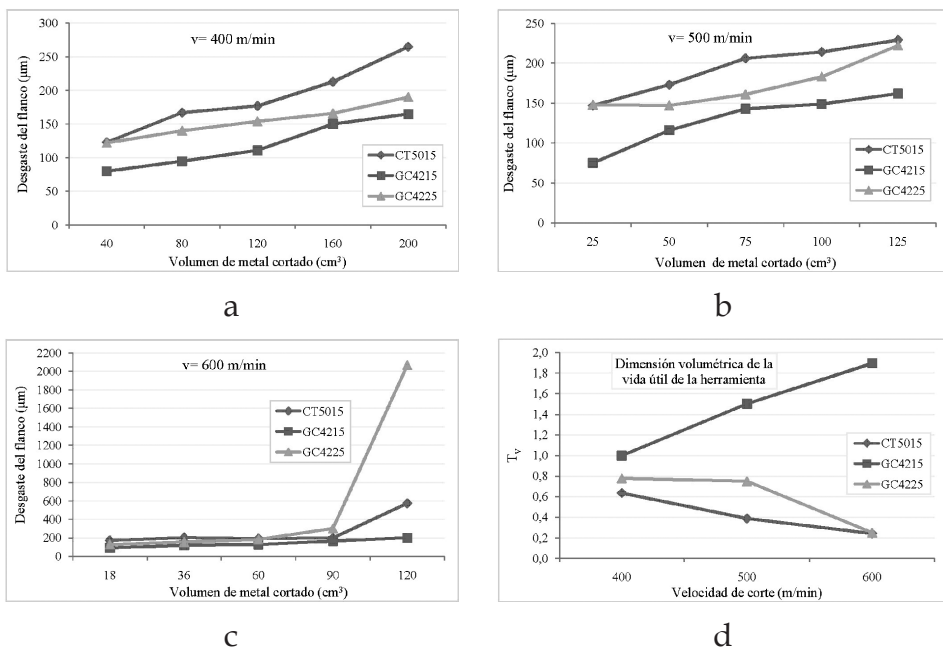 v= 400 m/min
Desgaste del flanco (µm)
300
250
200
150
100
50
0
CT5015
GC4215
GC4225
40 80 120 160 200
Volumen de metal cortado (cm³)
a
v= 500 m/min
Desgaste del flanco (µm)
250
200
150
100
50
0
CT5015
GC4215
GC4225
25 50 75 100 125
Volumen de metal cortado (cm³)
b
v= 600 m/min
Desgaste del flanco (µm)
2200
2000
1800
1600
1400
1200
1000
800
600
400
200
0
CT5015
GC4215
GC4225
18 36 60 90 120
Volumen de metal cortado (cm³)
c
Dimensión volumétrica de la
vida útil de la herramienta
Tv
2,0
1,8
1,6
1,4
1,2
1,0
0,8
0,6
0,4
0,2
0,0
CT5015
GC4215
GC4225
400 500 600
Velocidad de corte (m/min)
d